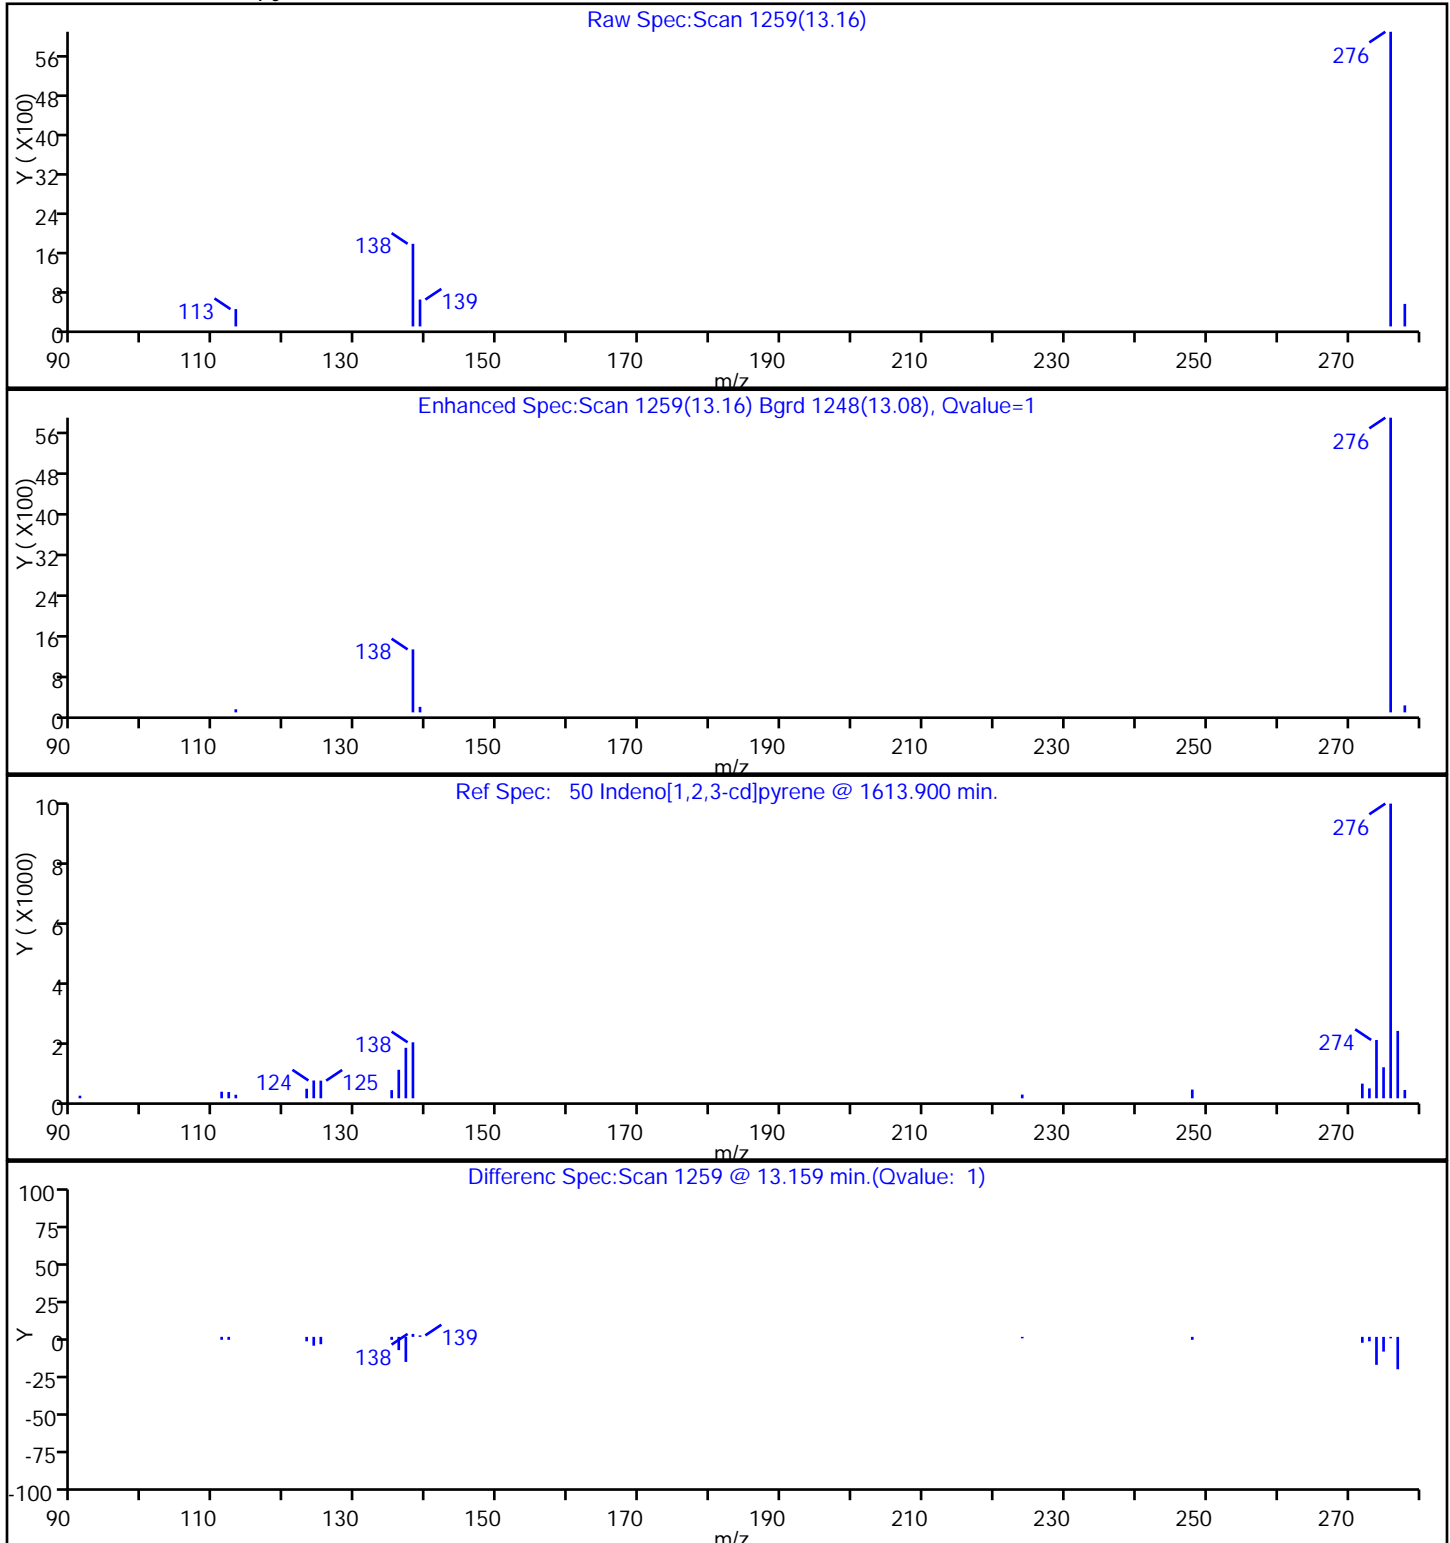 Raw Spec:Scan 1259(13.16)
Y ( X100)
56
48
40
32
24
16
8
0
276
138
139
113
90 110 130 150 170 190 210 230 250 270
m/z
Enhanced Spec:Scan 1259(13.16) Bgrd 1248(13.08), Qvalue=1
Y ( X100)
56
48
40
32
24
16
8
0
276
138
90 110 130 150 170 190 210 230 250 270
m/z
Ref Spec: 50 Indeno[1,2,3-cd]pyrene @ 1613.900 min.
Y ( X1000)
10
8
6
4
2
0
276
274
138
124
125
90 110 130 150 170 190 210 230 250 270
m/z
Differenc Spec:Scan 1259 @ 13.159 min.(Qvalue: 1)
Y
100
75
50
25
0
-25
-50
-75
-100
139
138
90 110 130 150 170 190 210 230 250 270
m/z